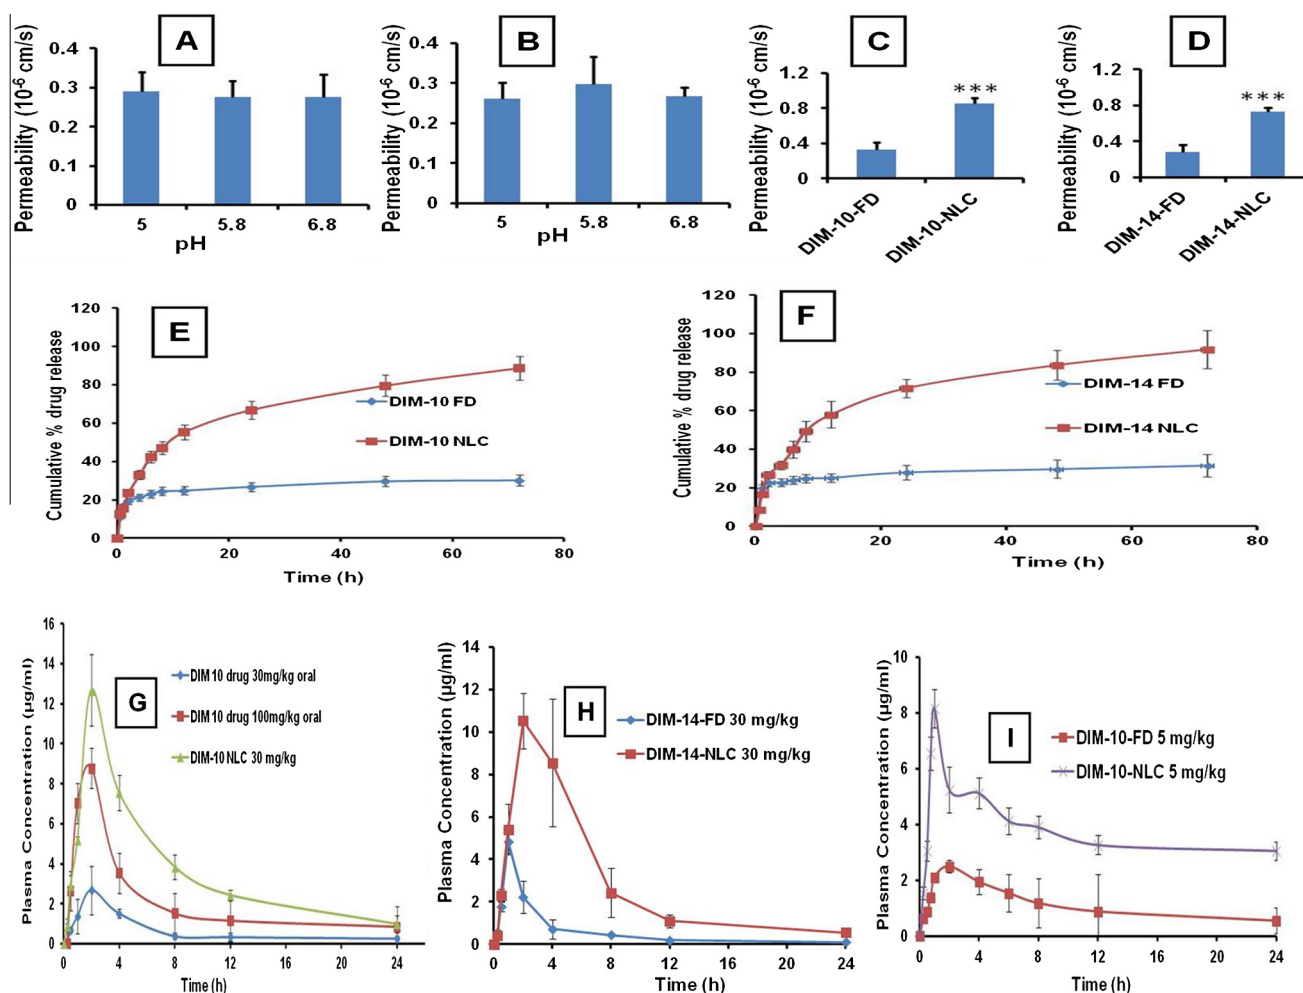 A
Permeability (10-6 cm/s)
0.4
0.3
0.2
0.1
0
5 5.8 6.8
pH
B
Permeability (10-6 cm/s)
0.4
0.3
0.2
0.1
0
5 5.8 6.8
pH
C
Permeability (10-6 cm/s)
1.2
0.8
0.4
0
***
DIM-10-FD
DIM-10-NLC
D
Permeability (10-6 cm/s)
1.2
0.8
0.4
0
***
DIM-14-FD
DIM-14-NLC
E
Cumulative % drug release
120
100
80
60
40
20
0
DIM-10 FD
DIM-10 NLC
0 20 40 60 80
Time (h)
F
Cumulative % drug release
120
100
80
60
40
20
0
DIM-14 FD
DIM-14 NLC
0 20 40 60 80
Time (h)
G
Plasma Concentration (µg/ml)
16
14
12
10
8
6
4
2
0
DIM 10 drug 30mg/kg oral
DIM 10 drug 100mg/kg oral
DIM-10 NLC 30 mg/kg
0 4 8 12 16 20 24
Time (h)
H
Plasma Concentration (µg/ml)
14
12
10
8
6
4
2
0
DIM-14-FD 30 mg/kg
DIM-14-NLC 30 mg/kg
0 4 8 12 16 20 24
Time (h)
I
Plasma Concentration (µg/ml)
10
8
6
4
2
0
DIM-10-FD 5 mg/kg
DIM-10-NLC 5 mg/kg
0 4 8 12 16 20 24
Time (h)